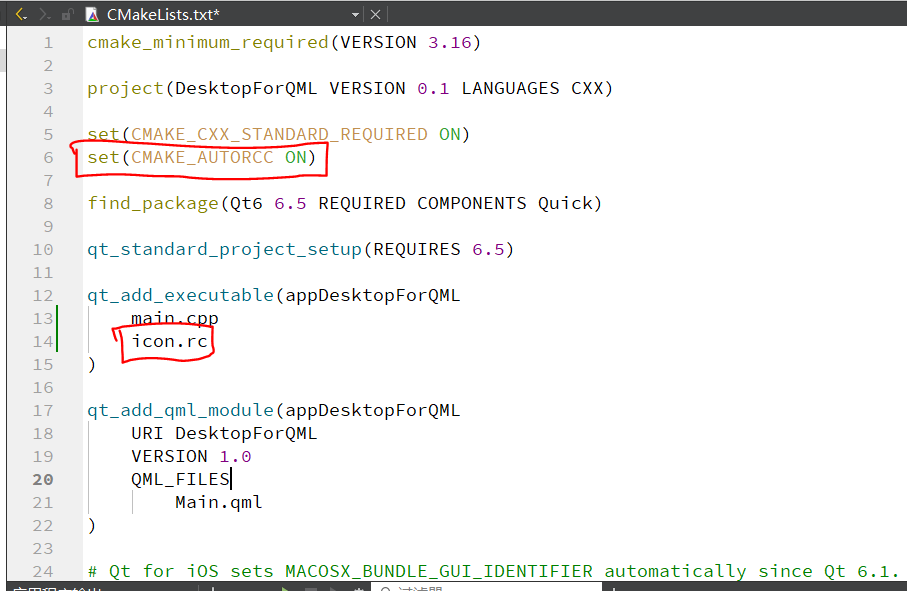 CMakeLists.txt*
1 cmake_minimum_required(VERSION 3.16)
2
3 project(DesktopForQML VERSION 0.1 LANGUAGES CXX)
4
5 set(CMAKE_CXX_STANDARD_REQUIRED ON)
6 set(CMAKE_AUTORCC ON)
7
8 find_package(Qt6 6.5 REQUIRED COMPONENTS Quick)
9
10 qt_standard_project_setup(REQUIRES 6.5)
11
12 qt_add_executable(appDesktopForQML
13 main.cpp
14 icon.rc
15 )
16
17 qt_add_qml_module(appDesktopForQML
18 URI DesktopForQML
19 VERSION 1.0
20 QML_FILES
21 Main.qml
22 )
23
24 # Qt for iOS sets MACOSX_BUNDLE_GUI_IDENTIFIER automatically since Qt 6.1.